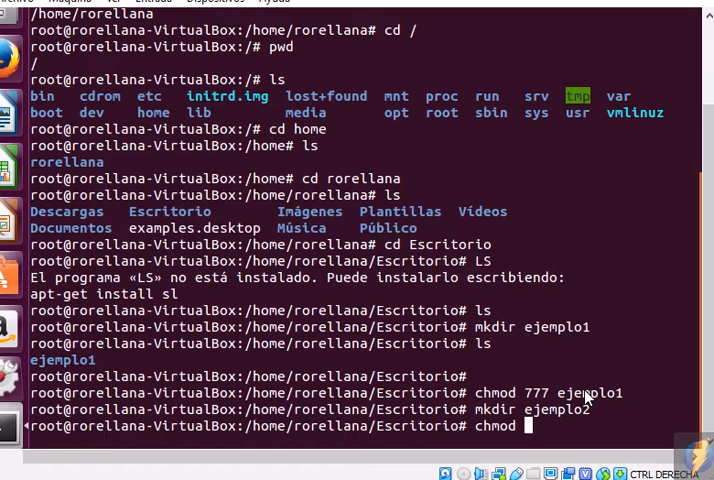 Archivo Máquina Ver Entrada Dispositivos Ayuda
/home/rorellana
root@rorellana-VirtualBox:/home/rorellana# cd /
root@rorellana-VirtualBox:/# pwd
/
root@rorellana-VirtualBox:/# ls
bin cdrom etc initrd.img lost+found mnt proc run srv tmp var
boot dev home lib media opt root sbin sys usr vmlinuz
root@rorellana-VirtualBox:/# cd home
root@rorellana-VirtualBox:/home# ls
rorellana
root@rorellana-VirtualBox:/home# cd rorellana
root@rorellana-VirtualBox:/home/rorellana# ls
Descargas Escritorio Imágenes Plantillas Vídeos
Documentos examples.desktop Música Público
root@rorellana-VirtualBox:/home/rorellana# cd Escritorio
root@rorellana-VirtualBox:/home/rorellana/Escritorio# LS
El programa «LS» no está instalado. Puede instalarlo escribiendo:
apt-get install sl
root@rorellana-VirtualBox:/home/rorellana/Escritorio# ls
root@rorellana-VirtualBox:/home/rorellana/Escritorio# mkdir ejemplo1
root@rorellana-VirtualBox:/home/rorellana/Escritorio# ls
ejemplo1
root@rorellana-VirtualBox:/home/rorellana/Escritorio#
root@rorellana-VirtualBox:/home/rorellana/Escritorio# chmod 777 ejemplo1
root@rorellana-VirtualBox:/home/rorellana/Escritorio# mkdir ejemplo2
root@rorellana-VirtualBox:/home/rorellana/Escritorio# chmod
CTRL DERECHA